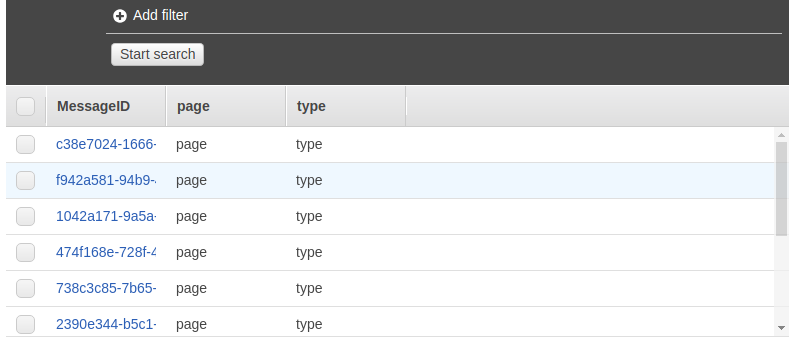 Add filter
Start search
MessageID page type
c38e7024-1666- page type
f942a581-94b9- page type
1042a171-9a5a- page type
474f168e-728f-4 page type
738c3c85-7b65- page type
2390e344-b5c1- page type